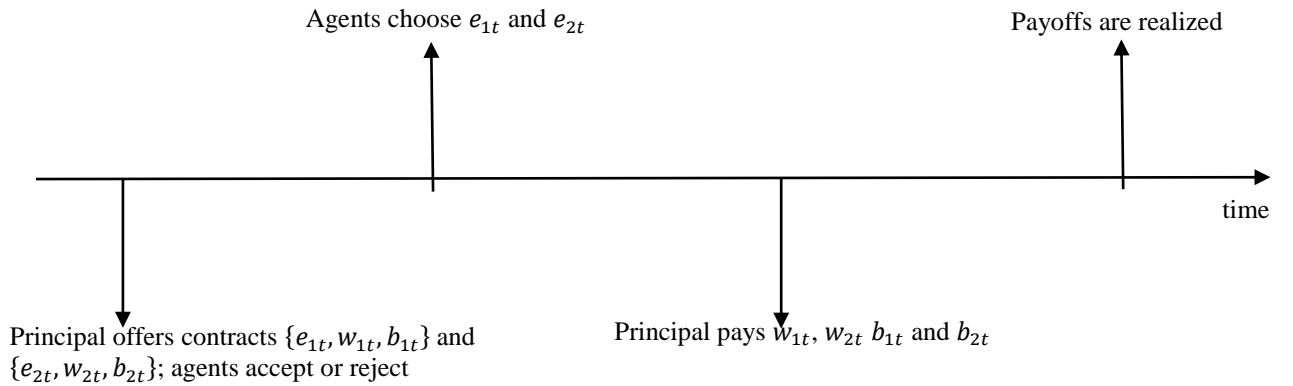 Agents choose 𝑒₁ₜ and 𝑒₂ₜ
Payoffs are realized
time
Principal offers contracts {𝑒₁ₜ, 𝑤₁ₜ, 𝑏₁ₜ} and
{𝑒₂ₜ, 𝑤₂ₜ, 𝑏₂ₜ}; agents accept or reject
Principal pays 𝑤₁ₜ, 𝑤₂ₜ 𝑏₁ₜ and 𝑏₂ₜ